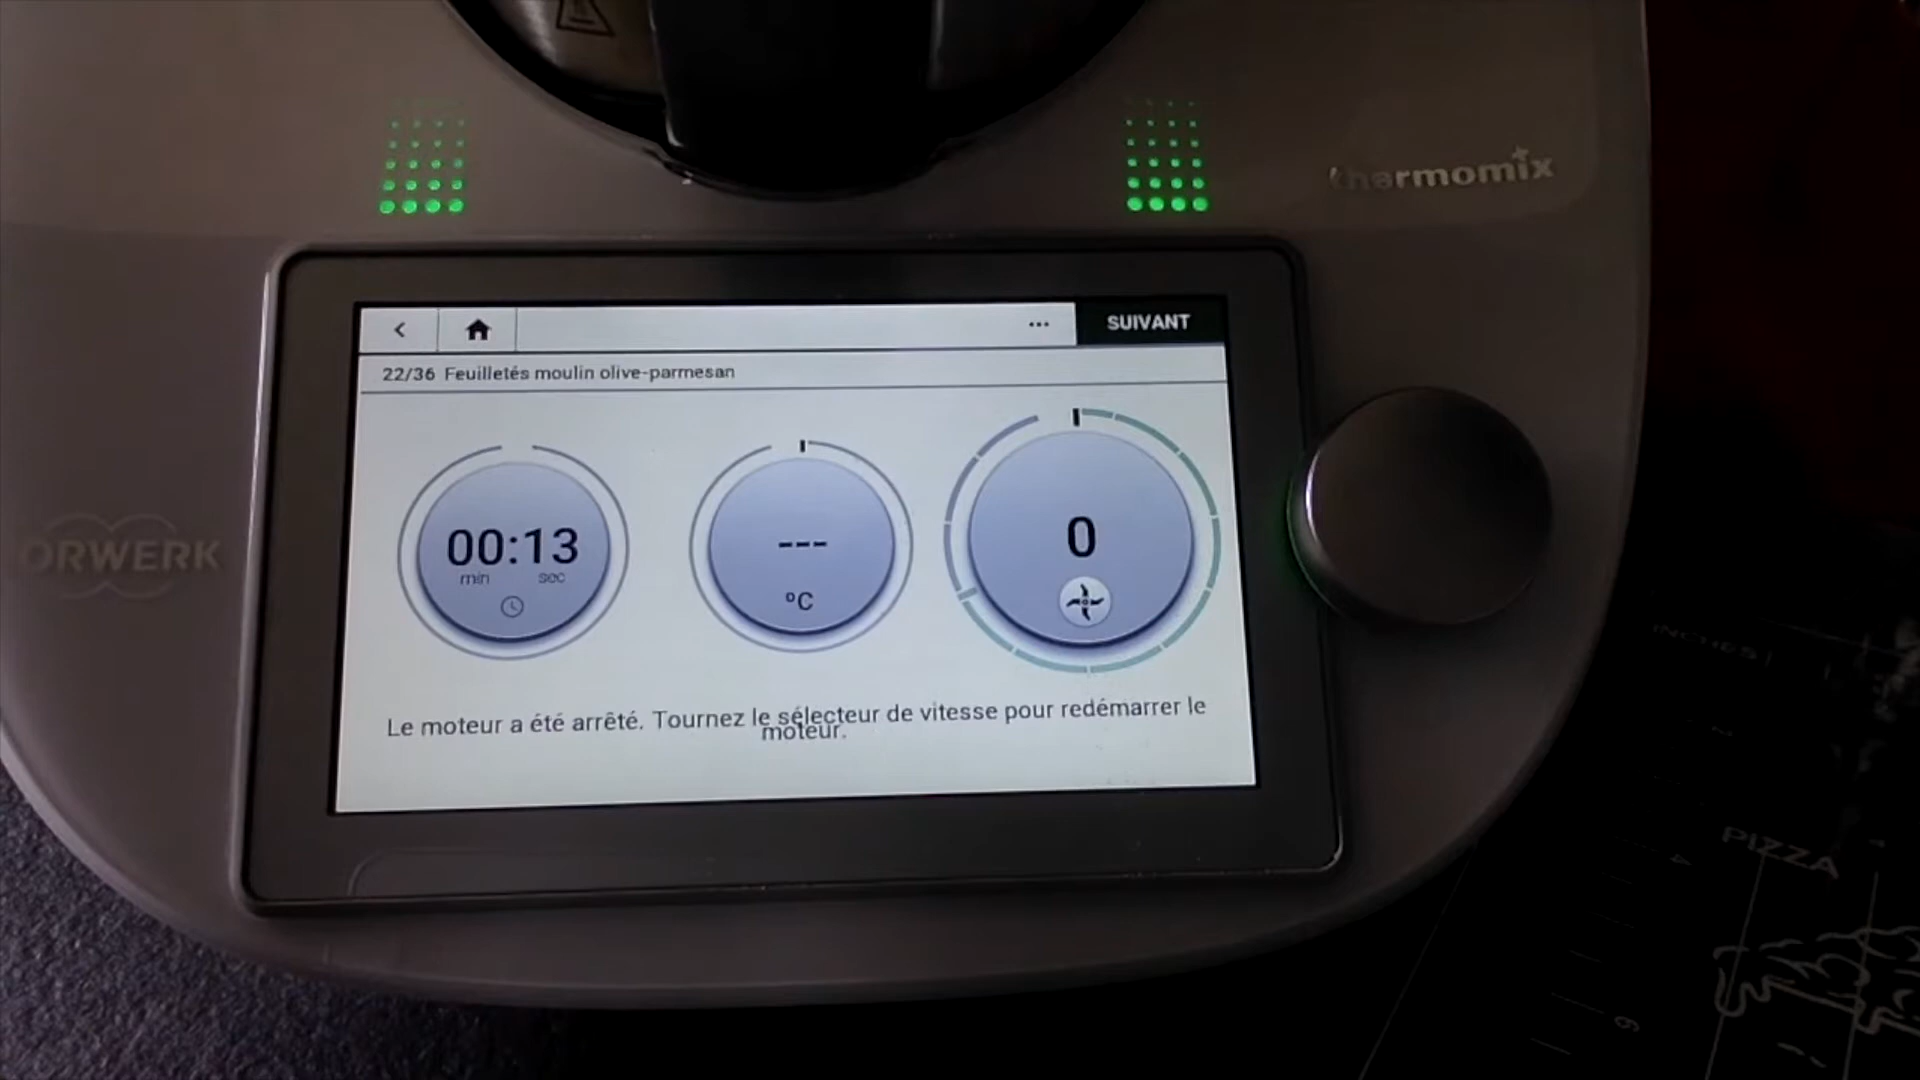 thermomix
SUIVANT
22/36 Feuilletés moulin olive-parmesan
00:13
min sec
---
°C
0
ORWERK
Le moteur a été arrêté. Tournez le sélecteur de vitesse pour redémarrer le
moteur.
INCHES
PIZZA